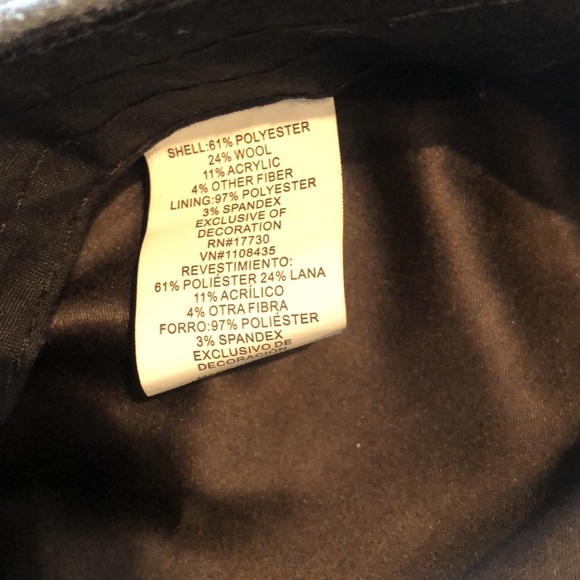 SHELL:61% POLYESTER
24% WOOL
11% ACRYLIC
4% OTHER FIBER
LINING:97% POLYESTER
3% SPANDEX
EXCLUSIVE OF
DECORATION
RN#17730
VN#1108435
REVESTIMIENTO:
61% POLIÉSTER 24% LANA
11% ACRÍLICO
4% OTRA FIBRA
FORRO:97% POLIÉSTER
3% SPANDEX
EXCLUSIVO DE
DECORACION